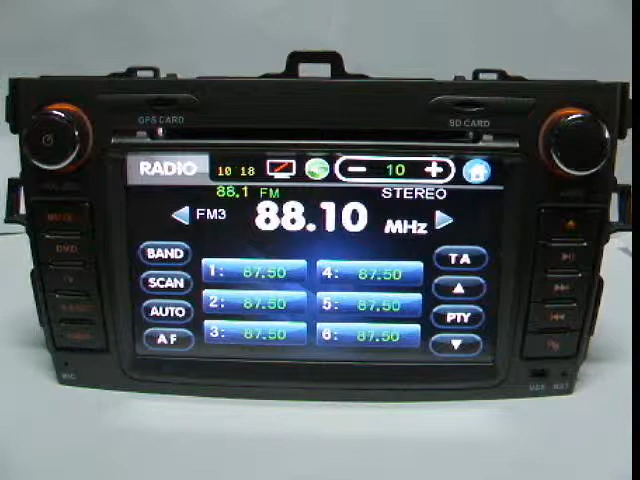 GPS CARD
SD CARD
RADIO 10 18 − 10 +
88.1 FM STEREO
FM3 88.10 MHz
BAND 1: 87.50 4: 87.50 TA
SCAN 2: 87.50 5: 87.50
AUTO 3: 87.50 6: 87.50 PTY
AF
MUTE
DVD
MIC
USB RST